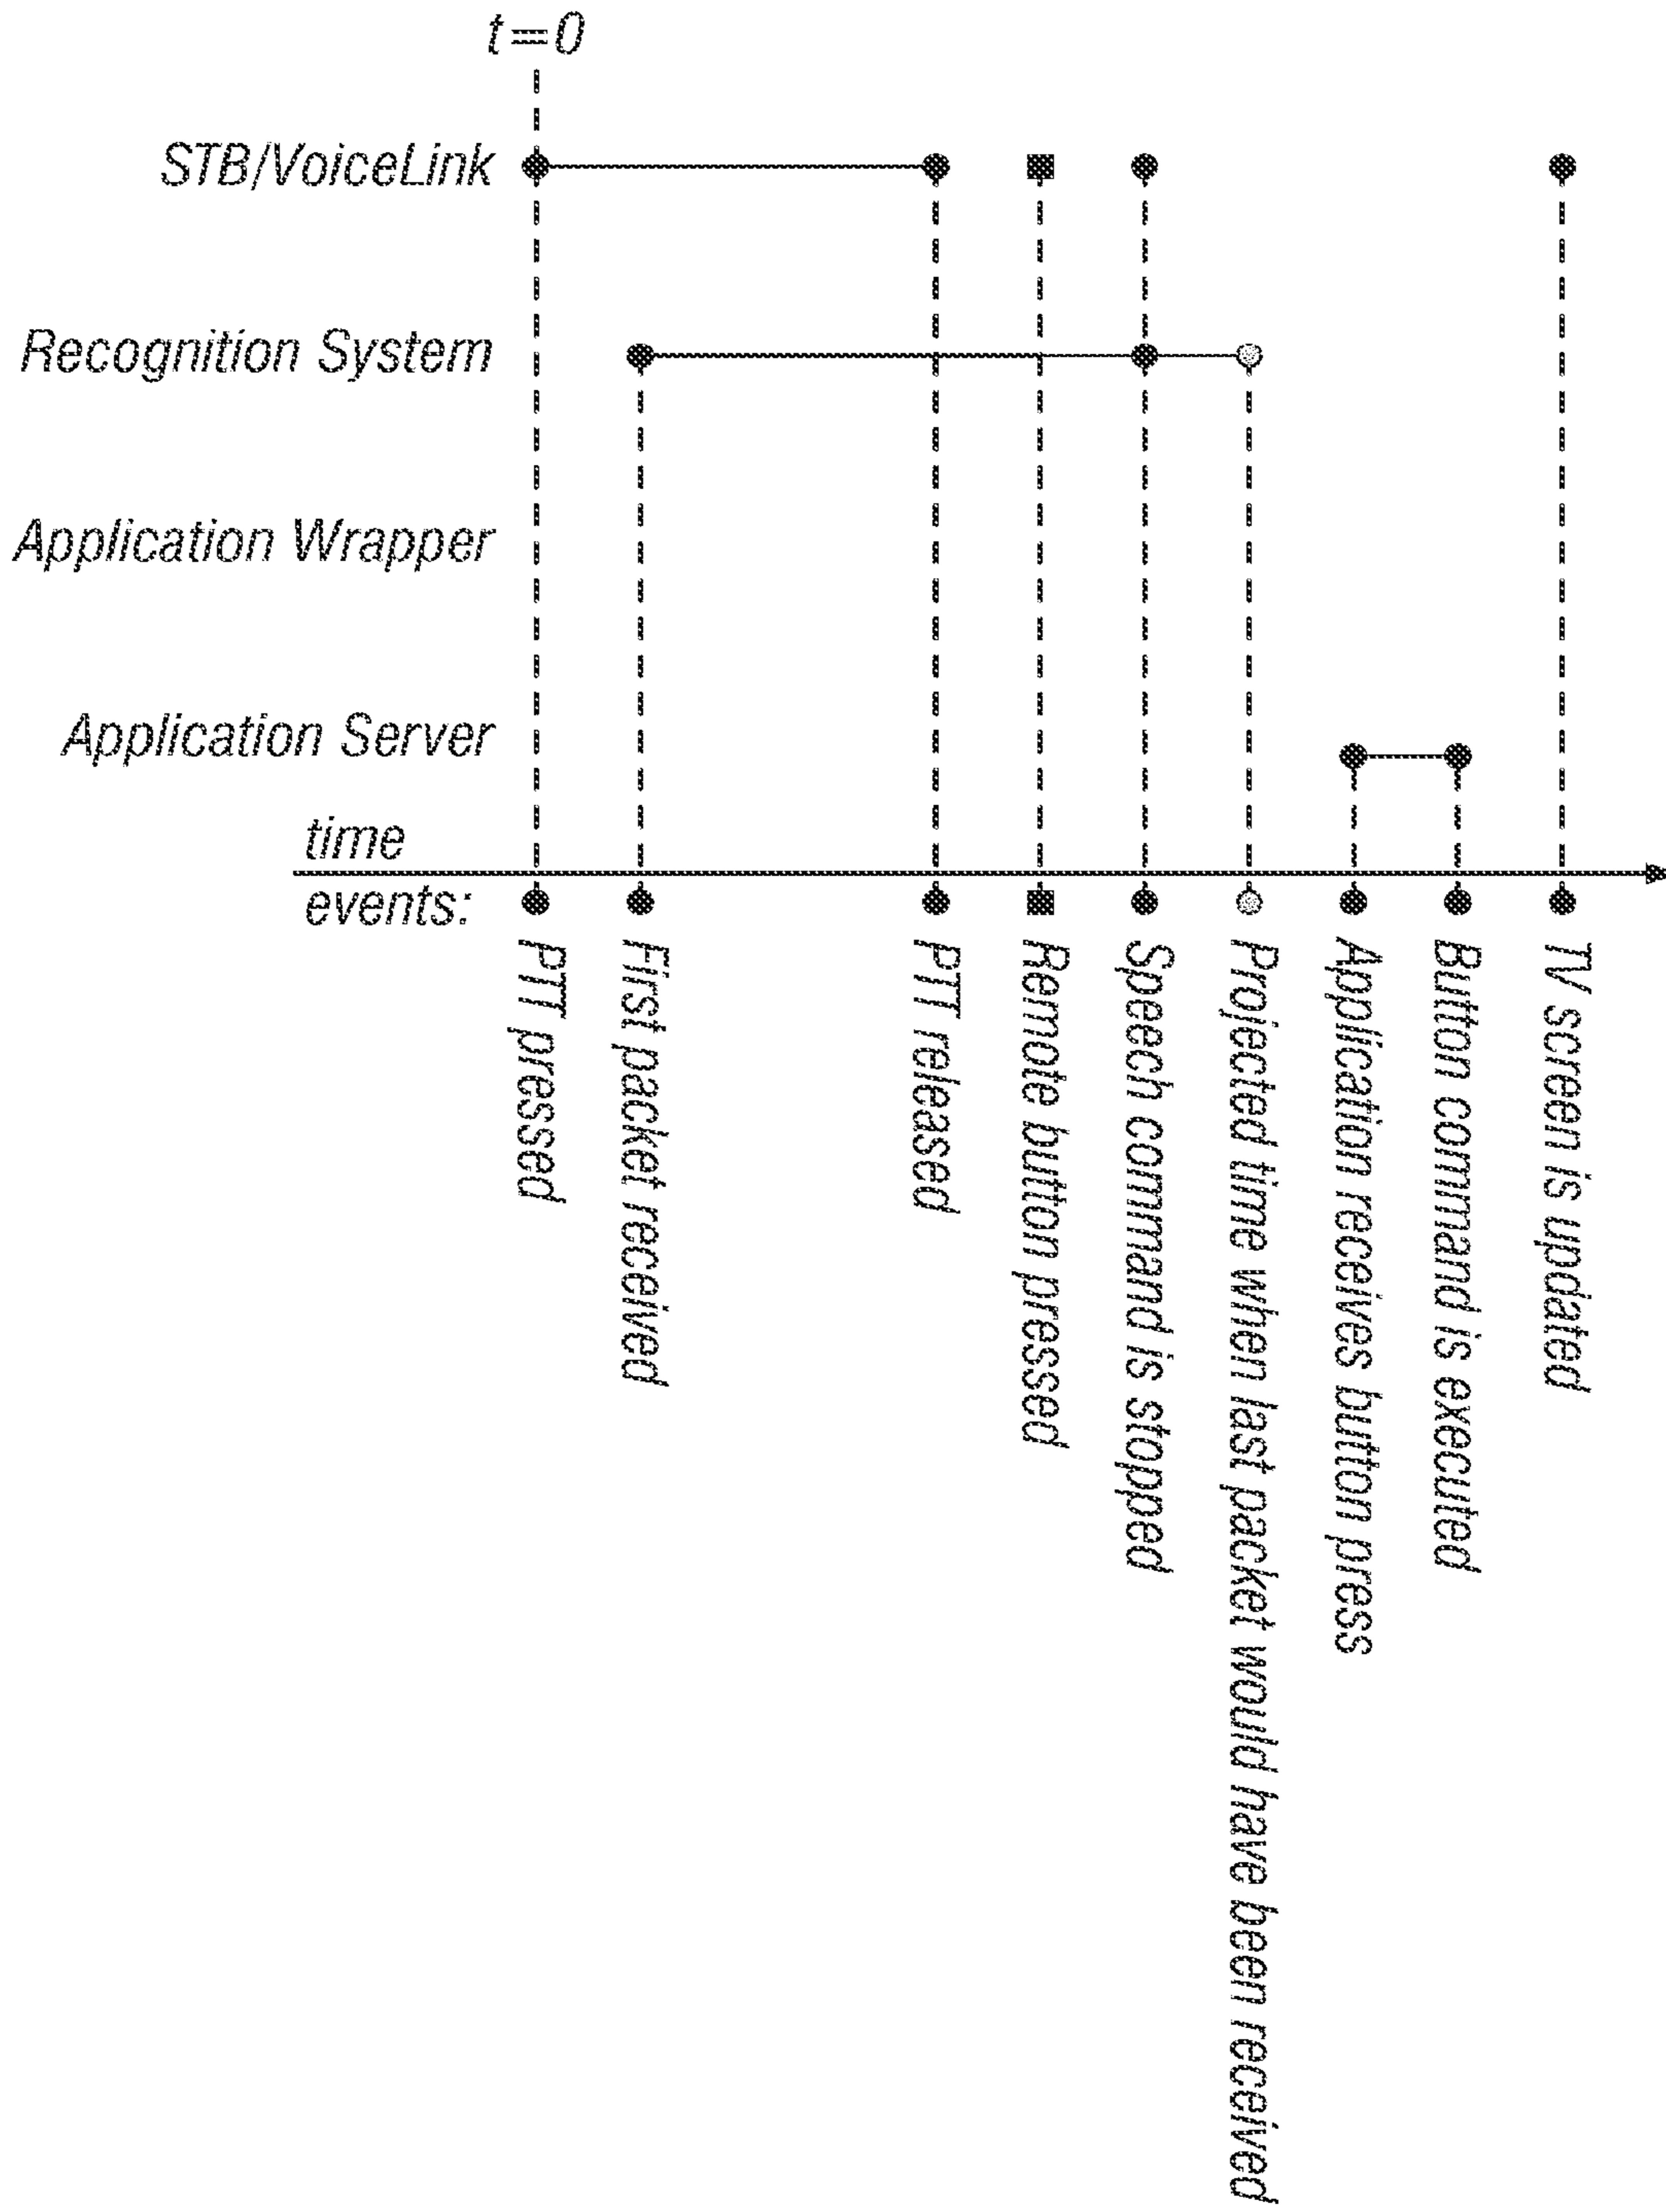 t=0
STB/VoiceLink
Recognition System
Application Wrapper
Application Server
time
events:
PTT pressed
First packet received
PTT released
Remote button pressed
Speech command is stopped
Projected time when last packet would have been received
Application receives button press
Button command is executed
TV screen is updated